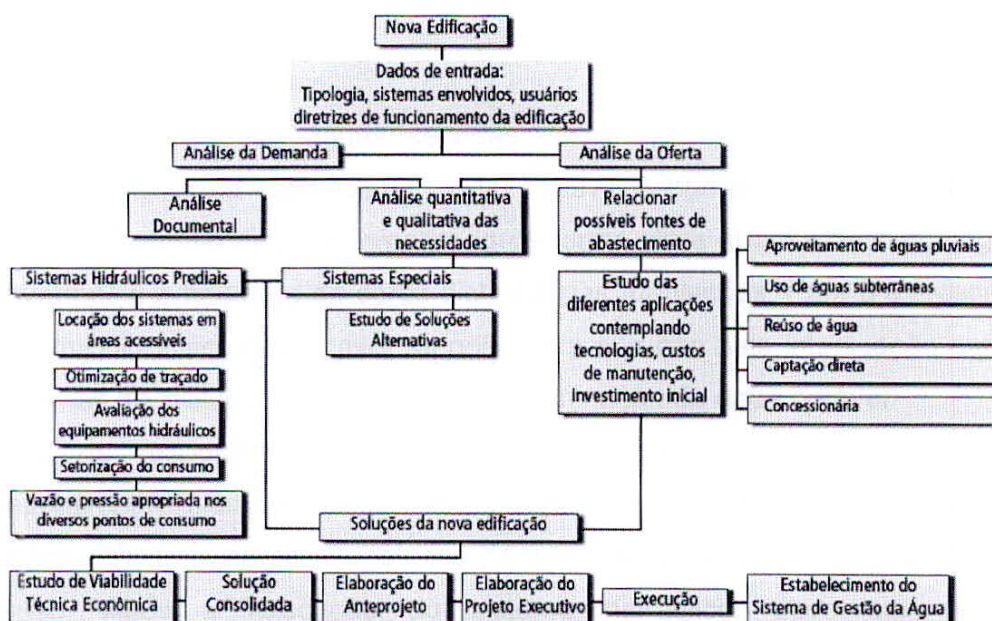 Nova Edificação
Dados de entrada:
Tipologia, sistemas envolvidos, usuários
diretrizes de funcionamento da edificação
Análise da Demanda
Análise da Oferta
Análise
Documental
Análise quantitativa
e qualitativa das
necessidades
Relacionar
possíveis fontes de
abastecimento
Sistemas Hidráulicos Prediais
Sistemas Especiais
Locação dos sistemas em
áreas acessíveis
Otimização de traçado
Avaliação dos
equipamentos hidráulicos
Setorização do consumo
Vazão e pressão apropriada nos
diversos pontos de consumo
Estudo de Soluções
Alternativas
Estudo das
diferentes aplicações
contemplando
tecnologias, custos
de manutenção,
investimento inicial
Aproveitamento de águas pluviais
Uso de águas subterrâneas
Reúso de água
Captação direta
Concessionária
Soluções da nova edificação
Estudo de Viabilidade
Técnica Econômica
Solução
Consolidada
Elaboração do
Anteprojeto
Elaboração do
Projeto Executivo
Execução
Estabelecimento do
Sistema de Gestão da Água